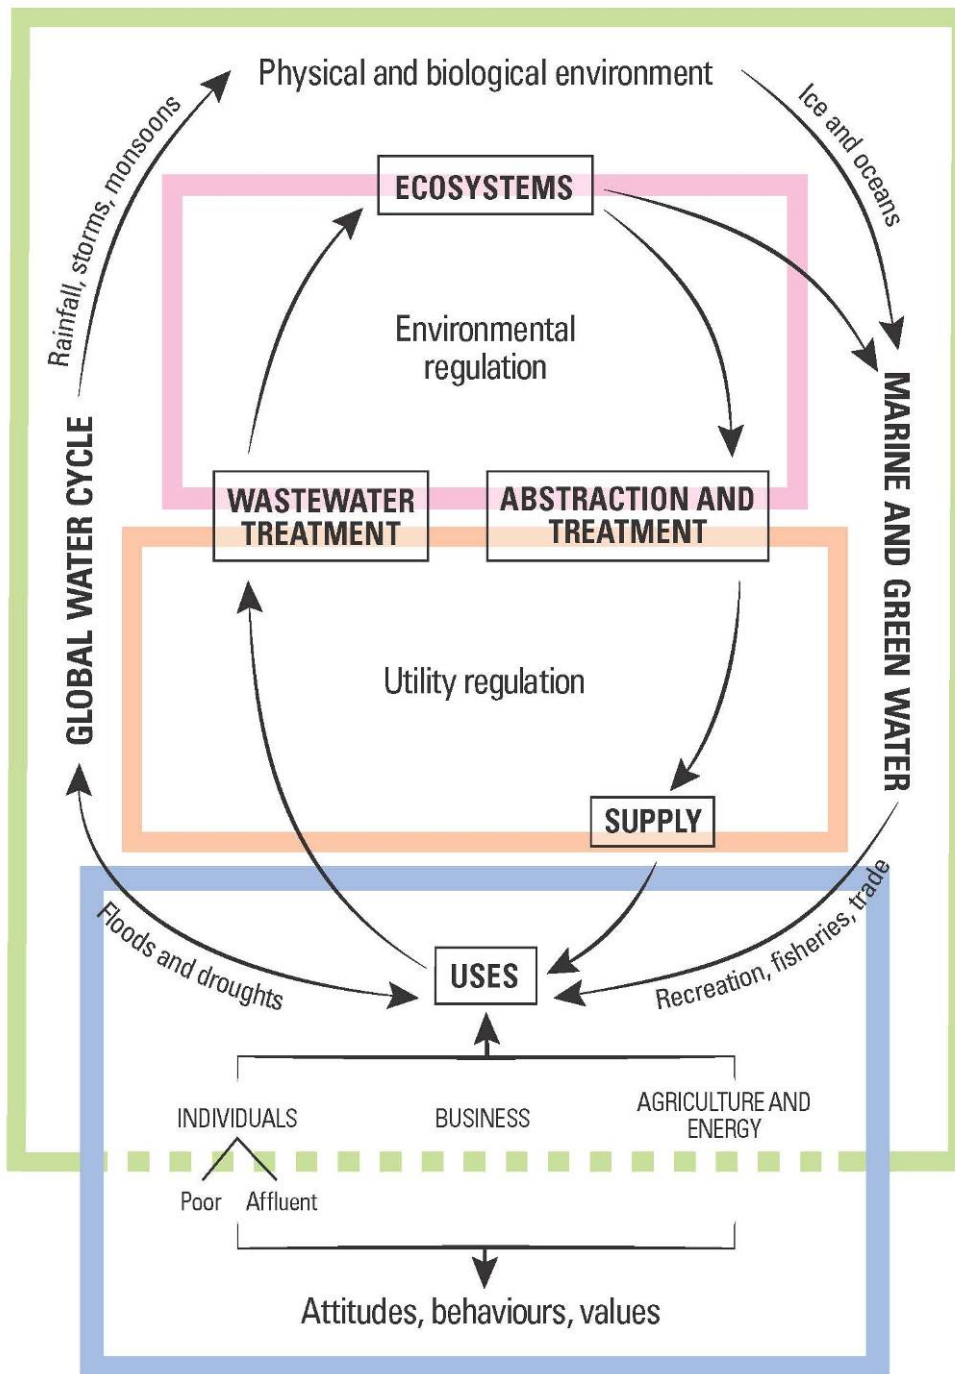 Physical and biological environment
Rainfall, storms, monsoons
Ice and oceans
ECOSYSTEMS
Environmental
regulation
GLOBAL WATER CYCLE
MARINE AND GREEN WATER
WASTEWATER
TREATMENT
ABSTRACTION AND
TREATMENT
Utility regulation
SUPPLY
Floods and droughts
USES
Recreation, fisheries, trade
INDIVIDUALS
BUSINESS
AGRICULTURE AND
ENERGY
Poor
Affluent
Attitudes, behaviours, values